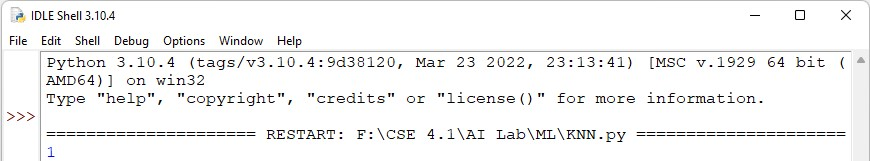 IDLE Shell 3.10.4
File Edit Shell Debug Options Window Help
Python 3.10.4 (tags/v3.10.4:9d38120, Mar 23 2022, 23:13:41) [MSC v.1929 64 bit (
AMD64)] on win32
Type "help", "copyright", "credits" or "license()" for more information.
>>>
===================== RESTART: F:\CSE 4.1\AI Lab\ML\KNN.py =====================
1